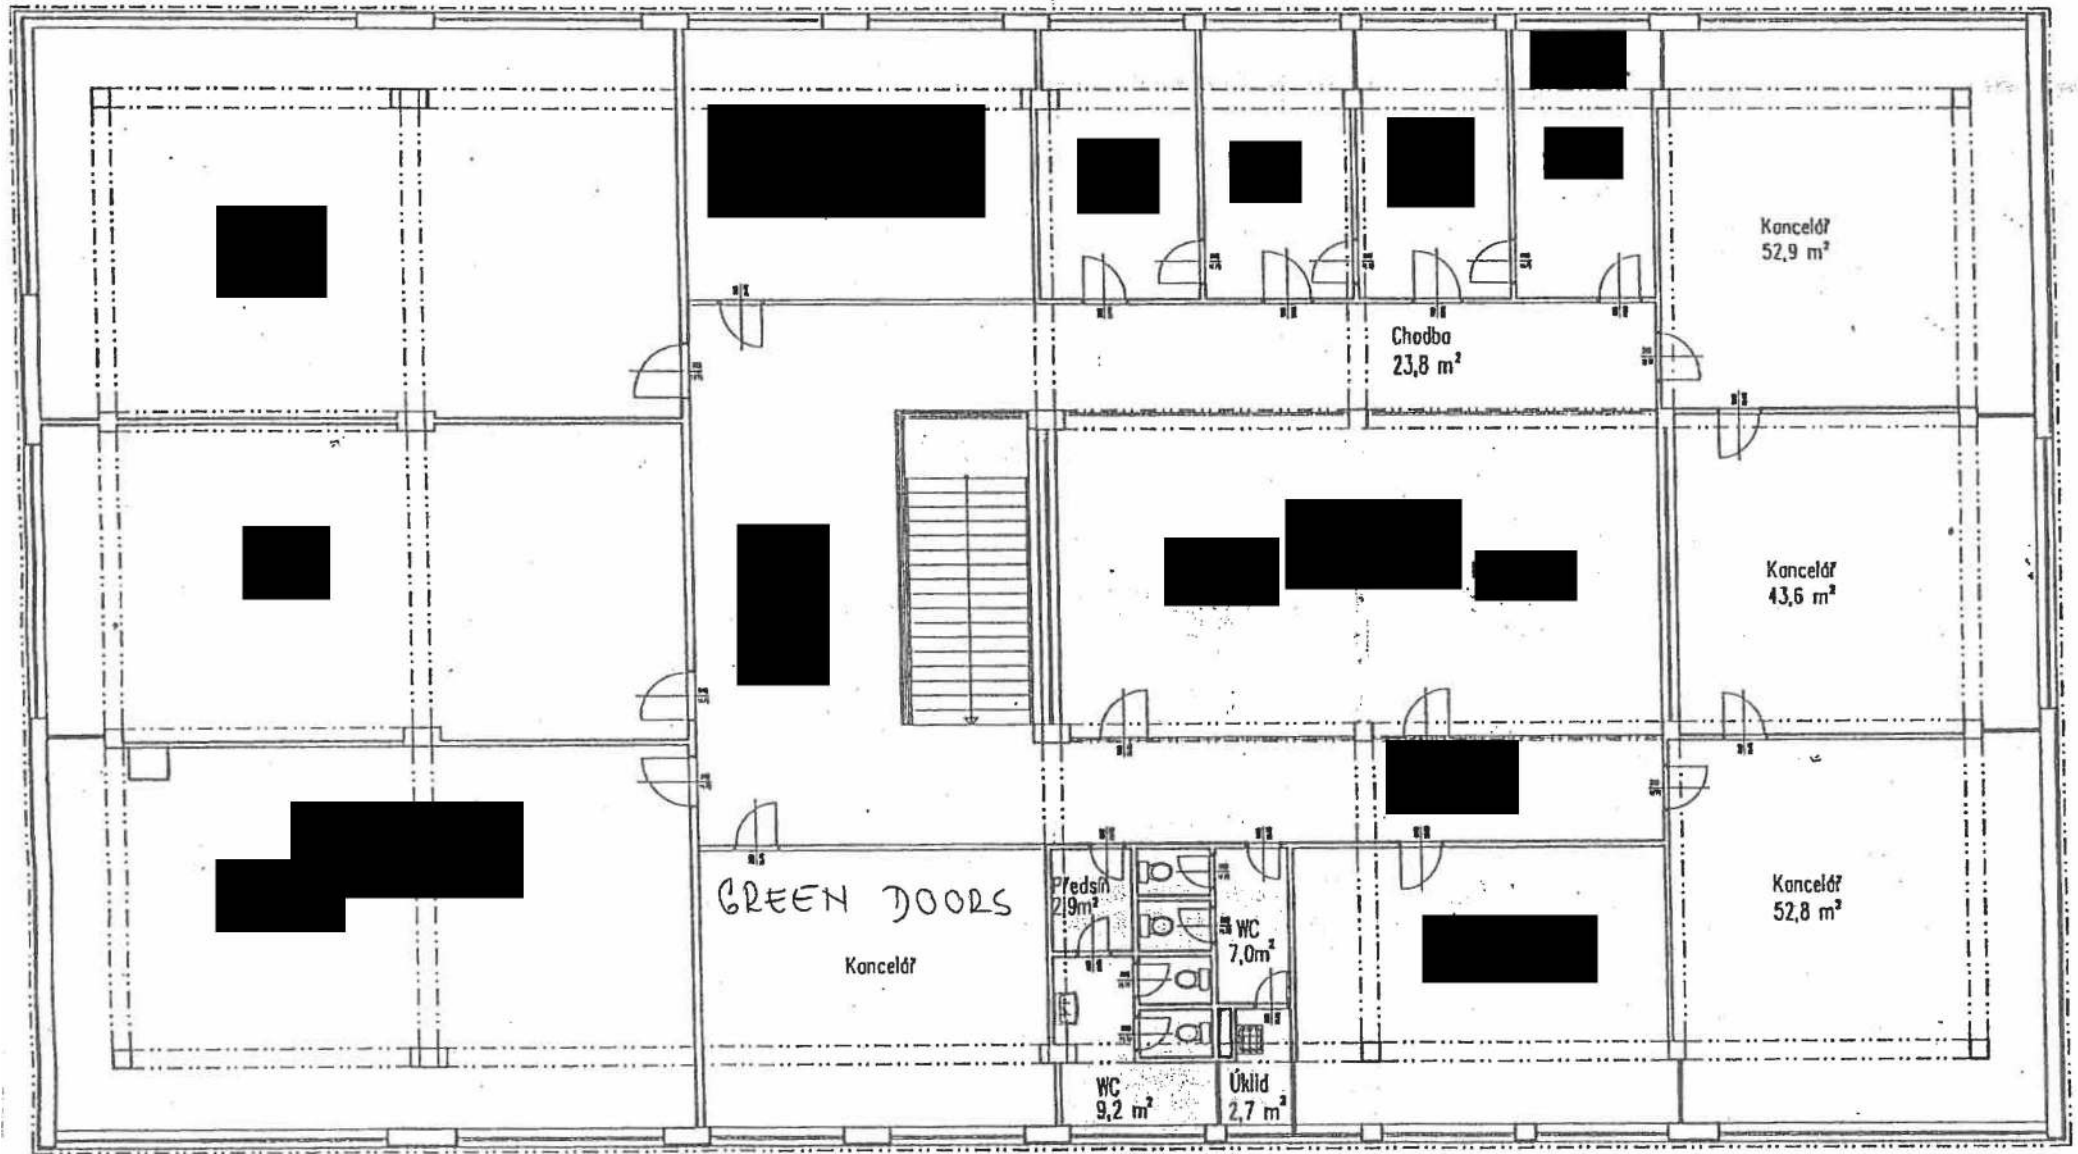 Kancelář
52,9 m²
Chodba
23,8 m²
Kancelář
43,6 m²
Kancelář
52,8 m²
GREEN DOORS
Kancelář
Předsíň
2,9m²
WC
7,0m²
WC
9,2 m²
Úklid
2,7 m²